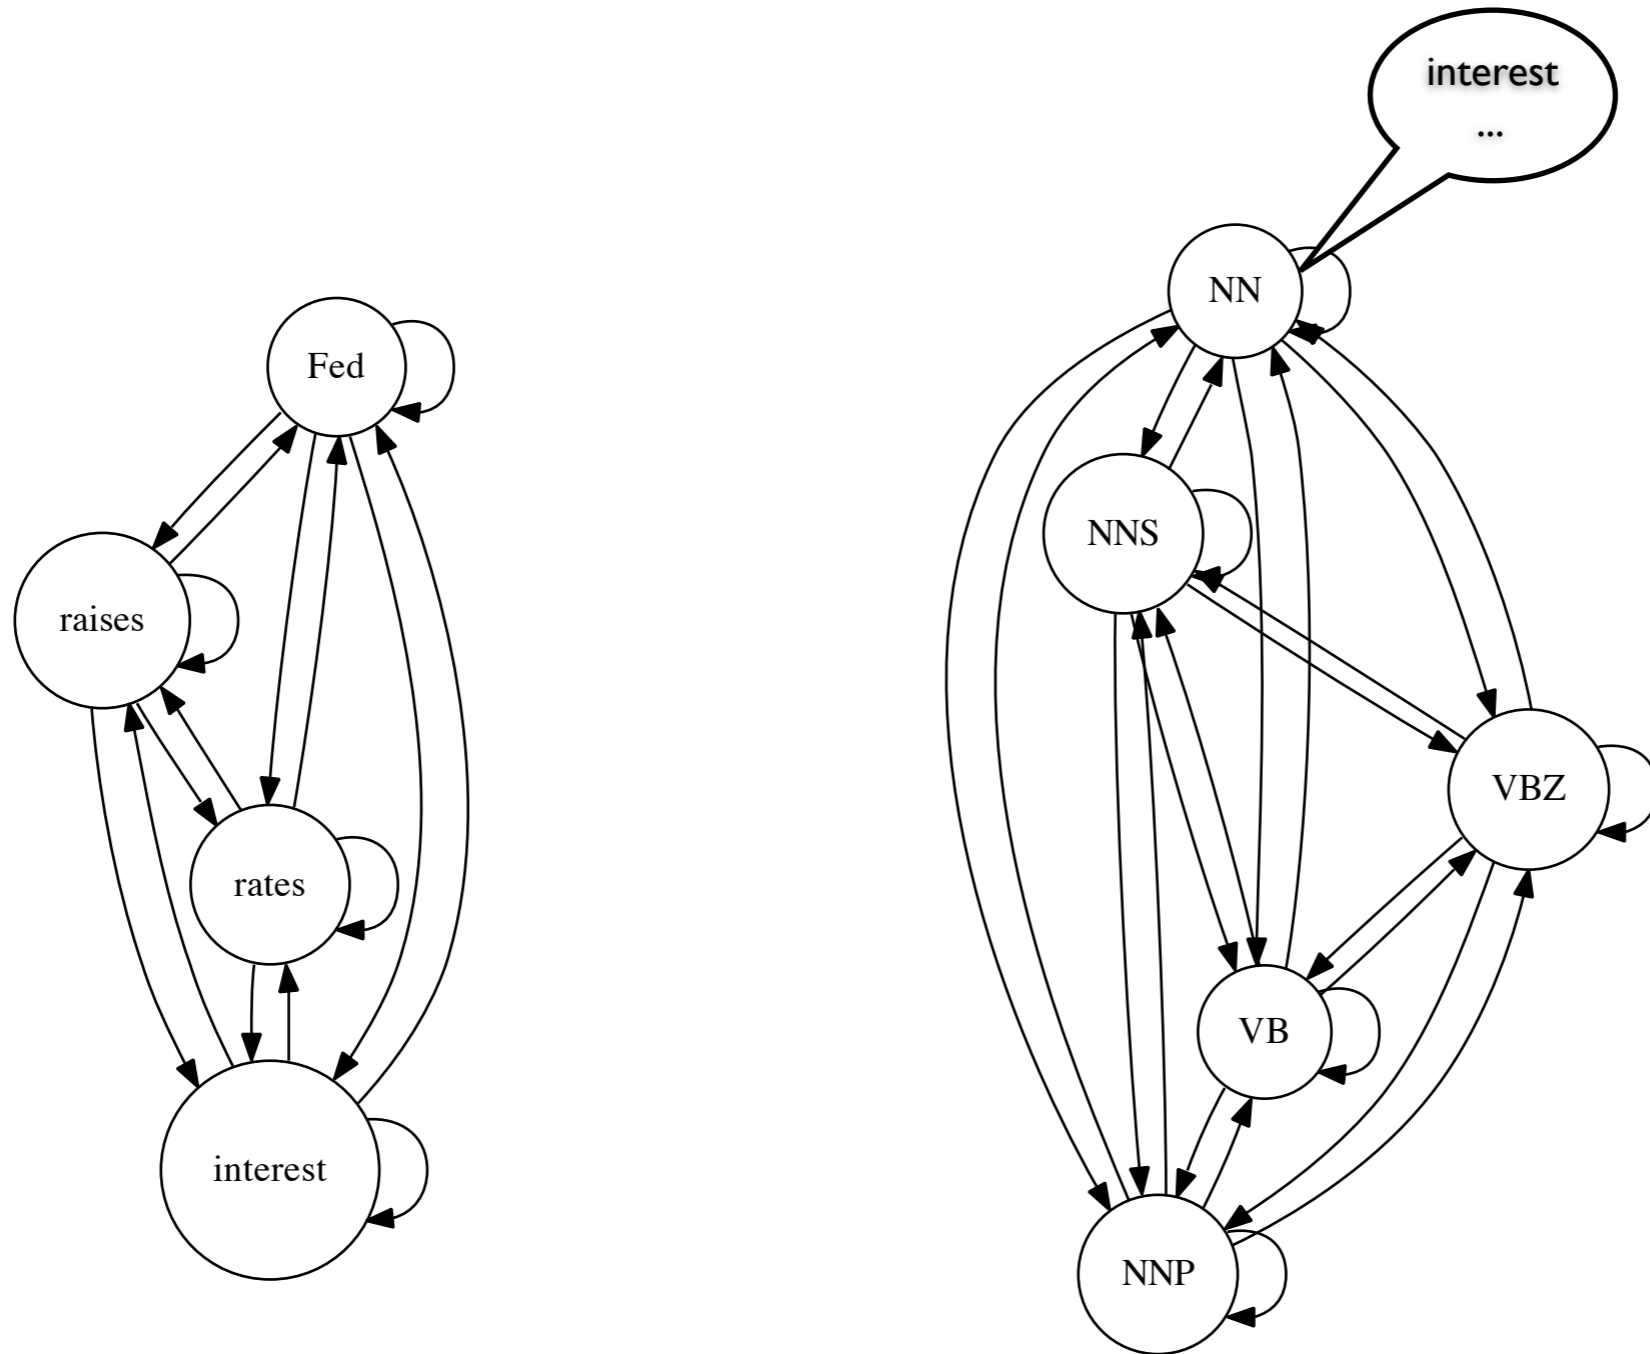 interest
...
NN
Fed
NNS
raises
VBZ
rates
VB
interest
NNP